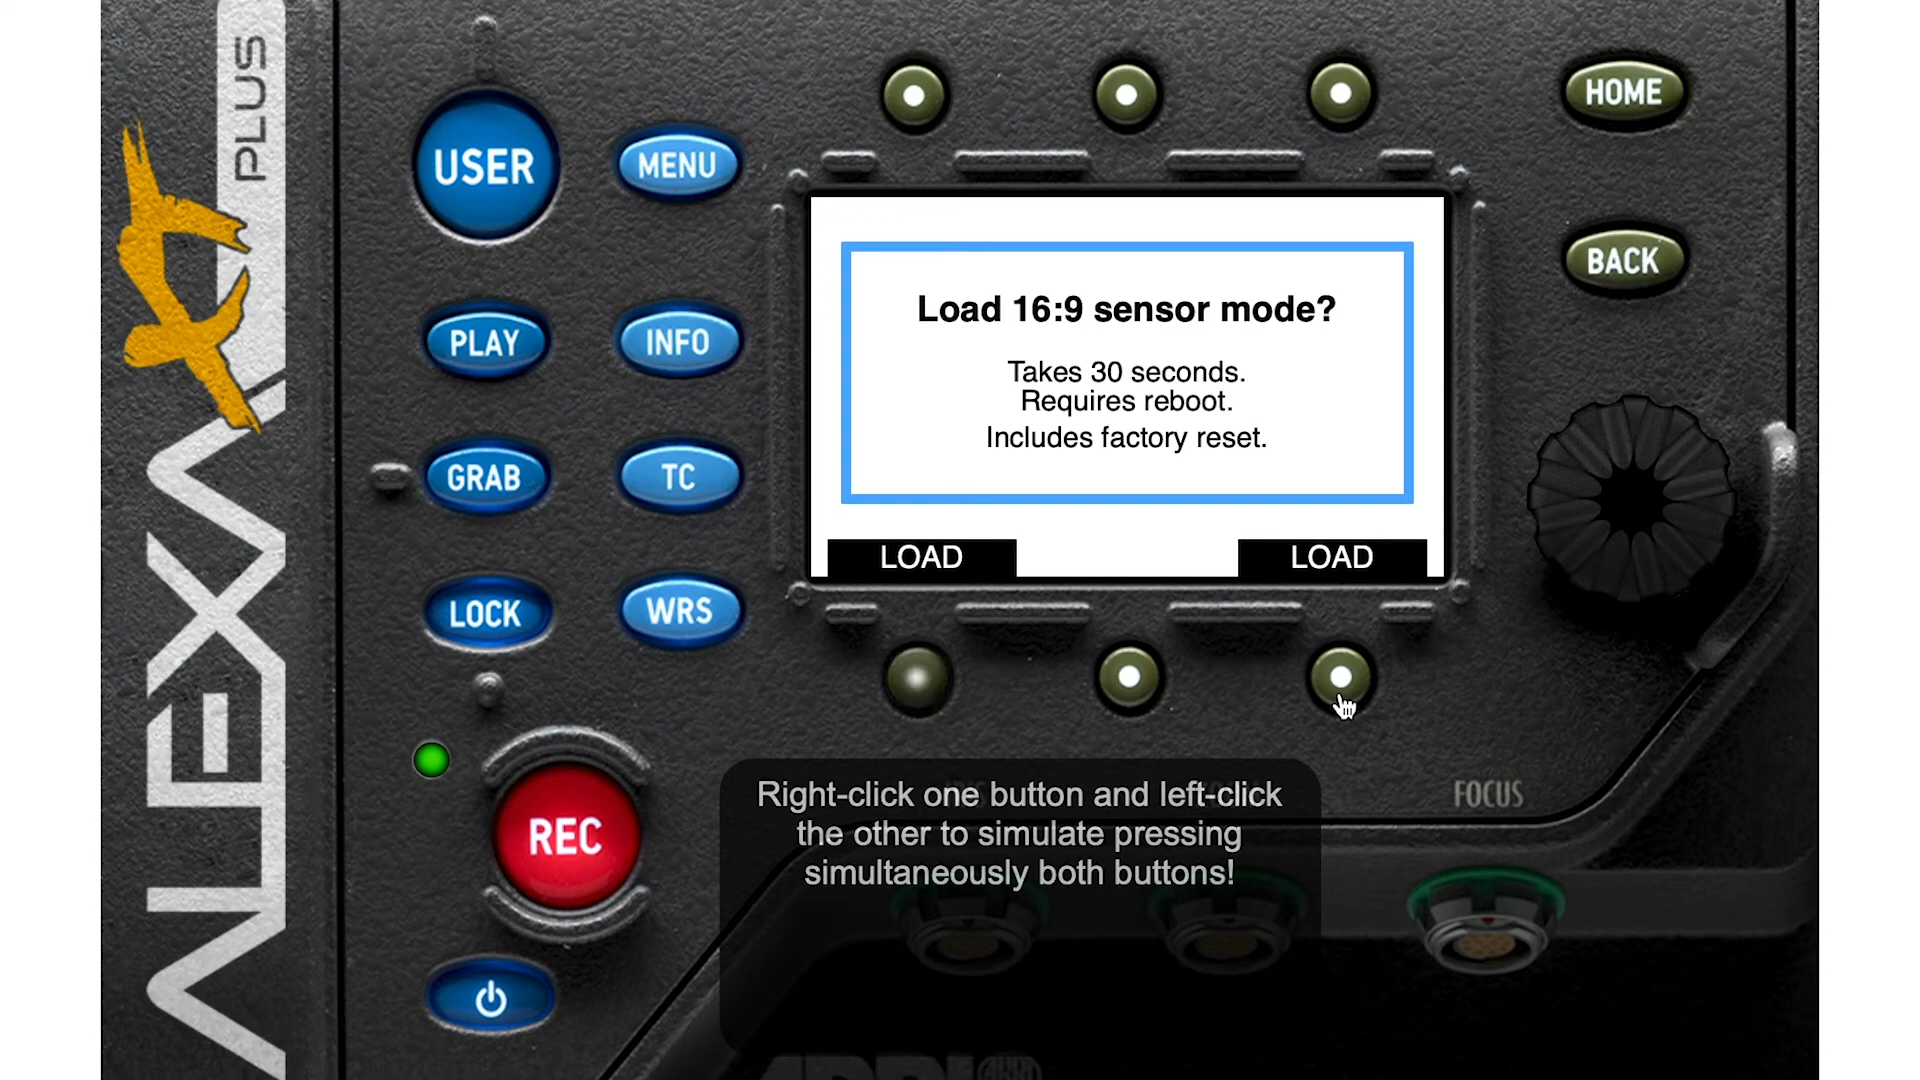 ALEXA XT PLUS
USER
MENU
HOME
BACK
PLAY
INFO
GRAB
TC
LOCK
WRS
REC
Load 16:9 sensor mode?
Takes 30 seconds.
Requires reboot.
Includes factory reset.
LOAD
LOAD
Right-click one button and left-click
the other to simulate pressing
simultaneously both buttons!
FOCUS